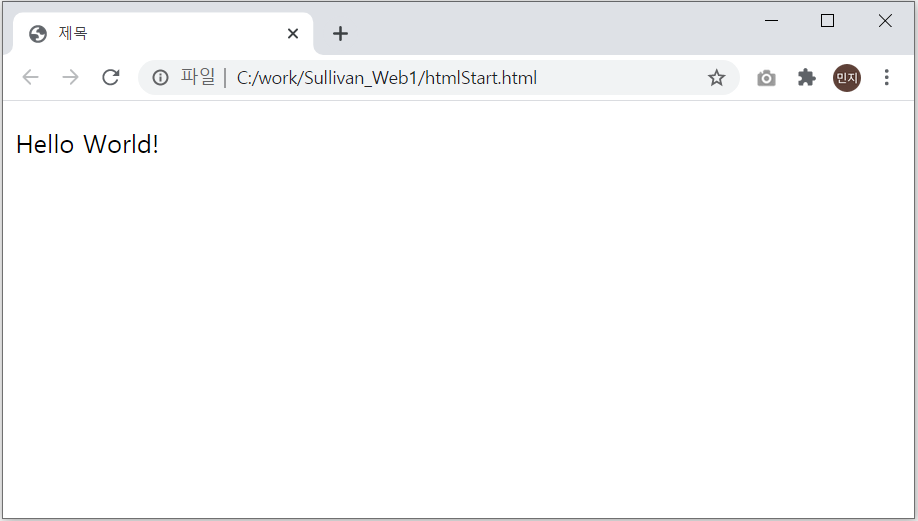 제목
파일 | C:/work/Sullivan_Web1/htmlStart.html
민지
Hello World!